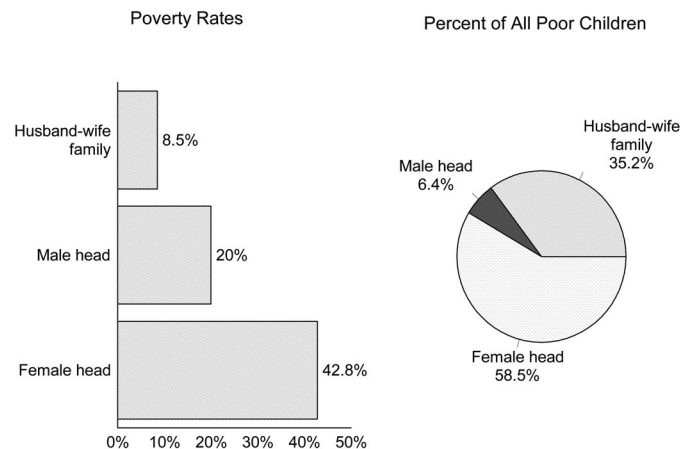 Poverty Rates
Husband-wife
family
8.5%
Male head
20%
Female head
42.8%
0%
10%
20%
30%
40%
50%
Percent of All Poor Children
Husband-wife
family
35.2%
Male head
6.4%
Female head
58.5%